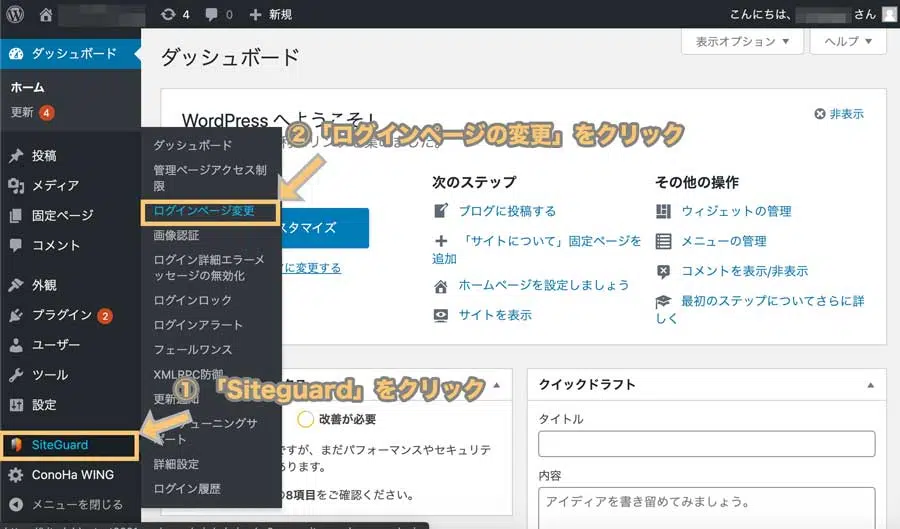 4 0 新規
こんにちは、 さん
ダッシュボード
ホーム
更新 4
投稿
メディア
固定ページ
コメント
外観
プラグイン 2
ユーザー
ツール
設定
SiteGuard
ConoHa WING
メニューを閉じる
ダッシュボード
管理ページアクセス制
限
ログインページ変更
画像認証
ログイン詳細エラーメ
ッセージの無効化
ログインロック
ログインアラート
フェールワンス
XMLRPC防御
更新通知
チューニングサ
ポート
詳細設定
ログイン履歴
①「Siteguard」をクリック
②「ログインページの変更」をクリック
ダッシュボード
表示オプション ▼
ヘルプ ▼
WordPress へようこそ!
非表示
スタマイズ
に変更する
次のステップ
ブログに投稿する
「サイトについて」固定ページを
追加
ホームページを設定しましょう
サイトを表示
その他の操作
ウィジェットの管理
メニューの管理
コメントを表示/非表示
最初のステップについてさらに詳
しく
改善が必要
ですが、まだパフォーマンスやセキュリテ
あります。
の8項目をご確認ください。
クイックドラフト
タイトル
内容
アイディアを書き留めてみましょう。